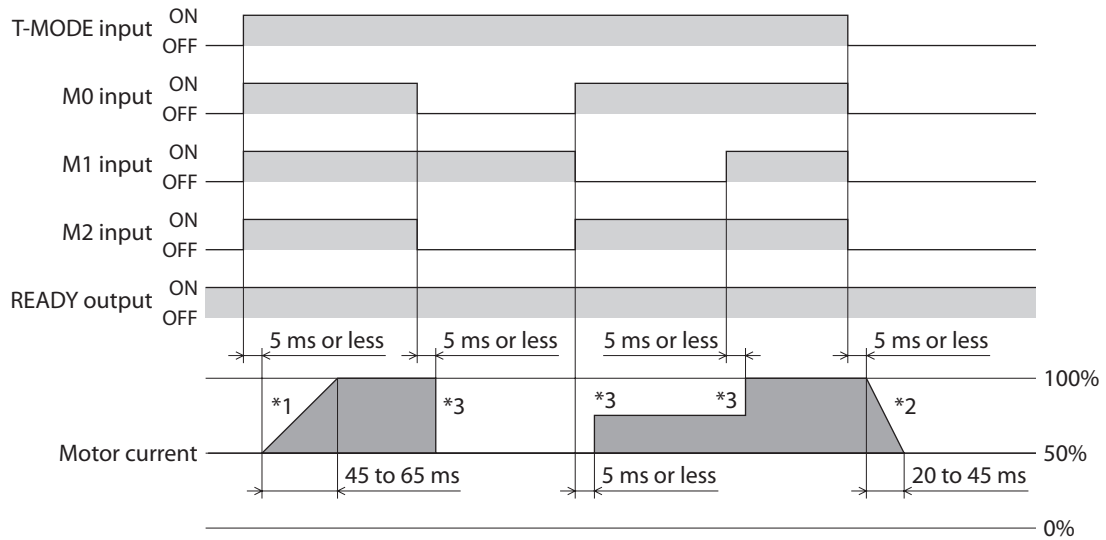 T-MODE input ON
OFF
M0 input ON
OFF
M1 input ON
OFF
M2 input ON
OFF
READY output ON
OFF
5 ms or less 5 ms or less 5 ms or less 5 ms or less
100%
*1 *3 *3 *3 *2
Motor current 50%
45 to 65 ms 5 ms or less 20 to 45 ms
0%